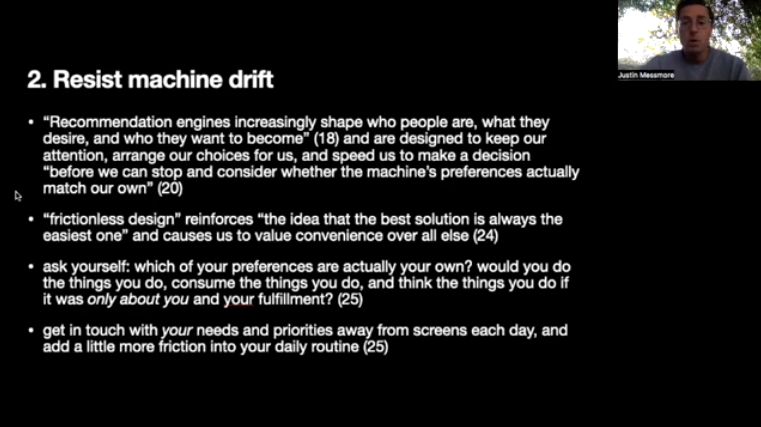 Justin Messmore
2. Resist machine drift
• “Recommendation engines increasingly shape who people are, what they
desire, and who they want to become” (18) and are designed to keep our
attention, arrange our choices for us, and speed us to make a decision
“before we can stop and consider whether the machine’s preferences actually
match our own” (20)
• “frictionless design” reinforces “the idea that the best solution is always the
easiest one” and causes us to value convenience over all else (24)
• ask yourself: which of your preferences are actually your own? would you do
the things you do, consume the things you do, and think the things you do if
it was only about you and your fulfillment? (25)
• get in touch with your needs and priorities away from screens each day, and
add a little more friction into your daily routine (25)